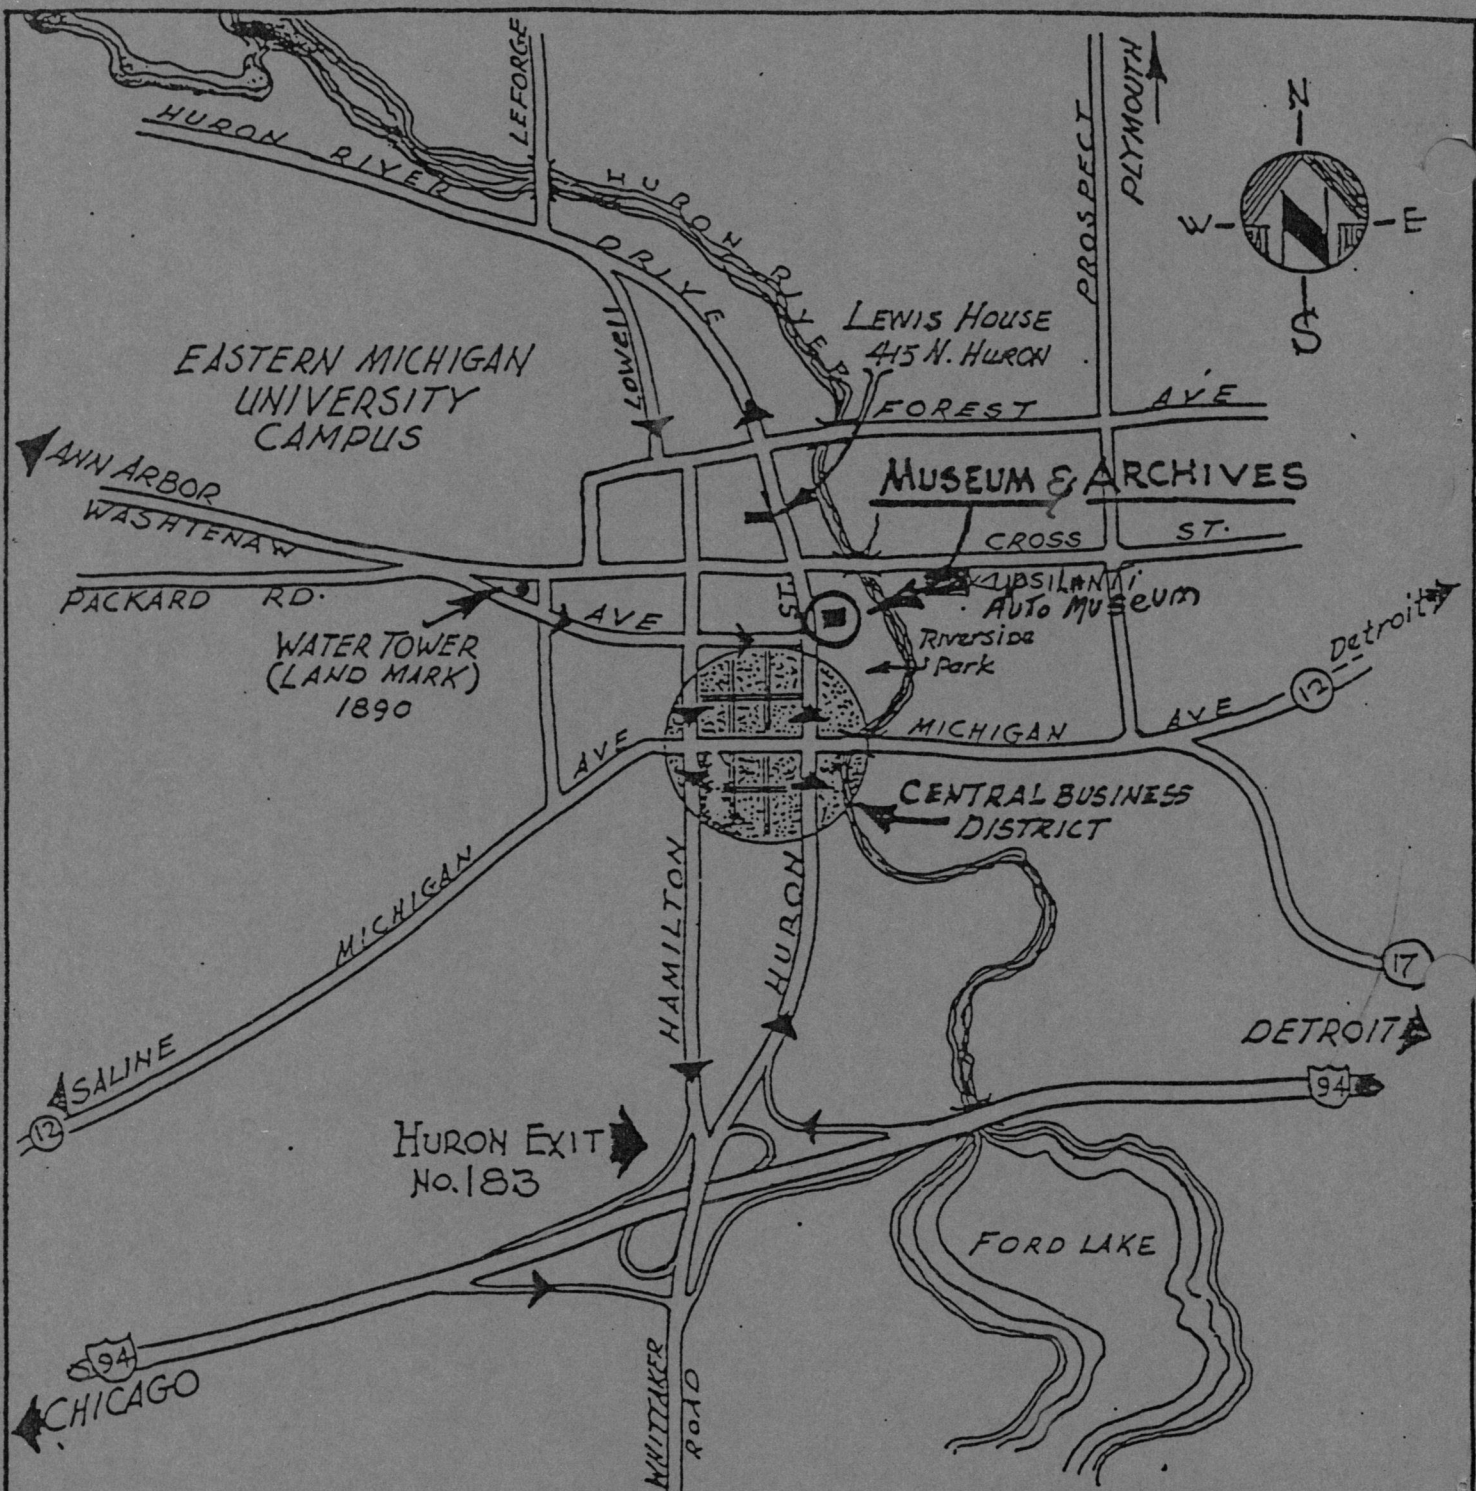 LEFORGE
PROSPECT
PLYMOUTH
N
W
E
S
HURON RIVER DRIVE
RIVER
LOWELL
LEWIS HOUSE
415 N. HURON
EASTERN MICHIGAN
UNIVERSITY
CAMPUS
FOREST AVE
ANN ARBOR
WASHTENAW
AVE
MUSEUM & ARCHIVES
CROSS ST.
PACKARD RD.
YPSILANTI
AUTO MUSEUM
WATER TOWER
(LAND MARK)
1890
Riverside
Park
Detroit
12
MICHIGAN AVE
CENTRAL BUSINESS
DISTRICT
MICHIGAN AVE
HAMILTON
HURON
17
DETROIT
94
SALINE
12
HURON EXIT
NO. 183
FORD LAKE
94
CHICAGO
WHITTAKER
ROAD